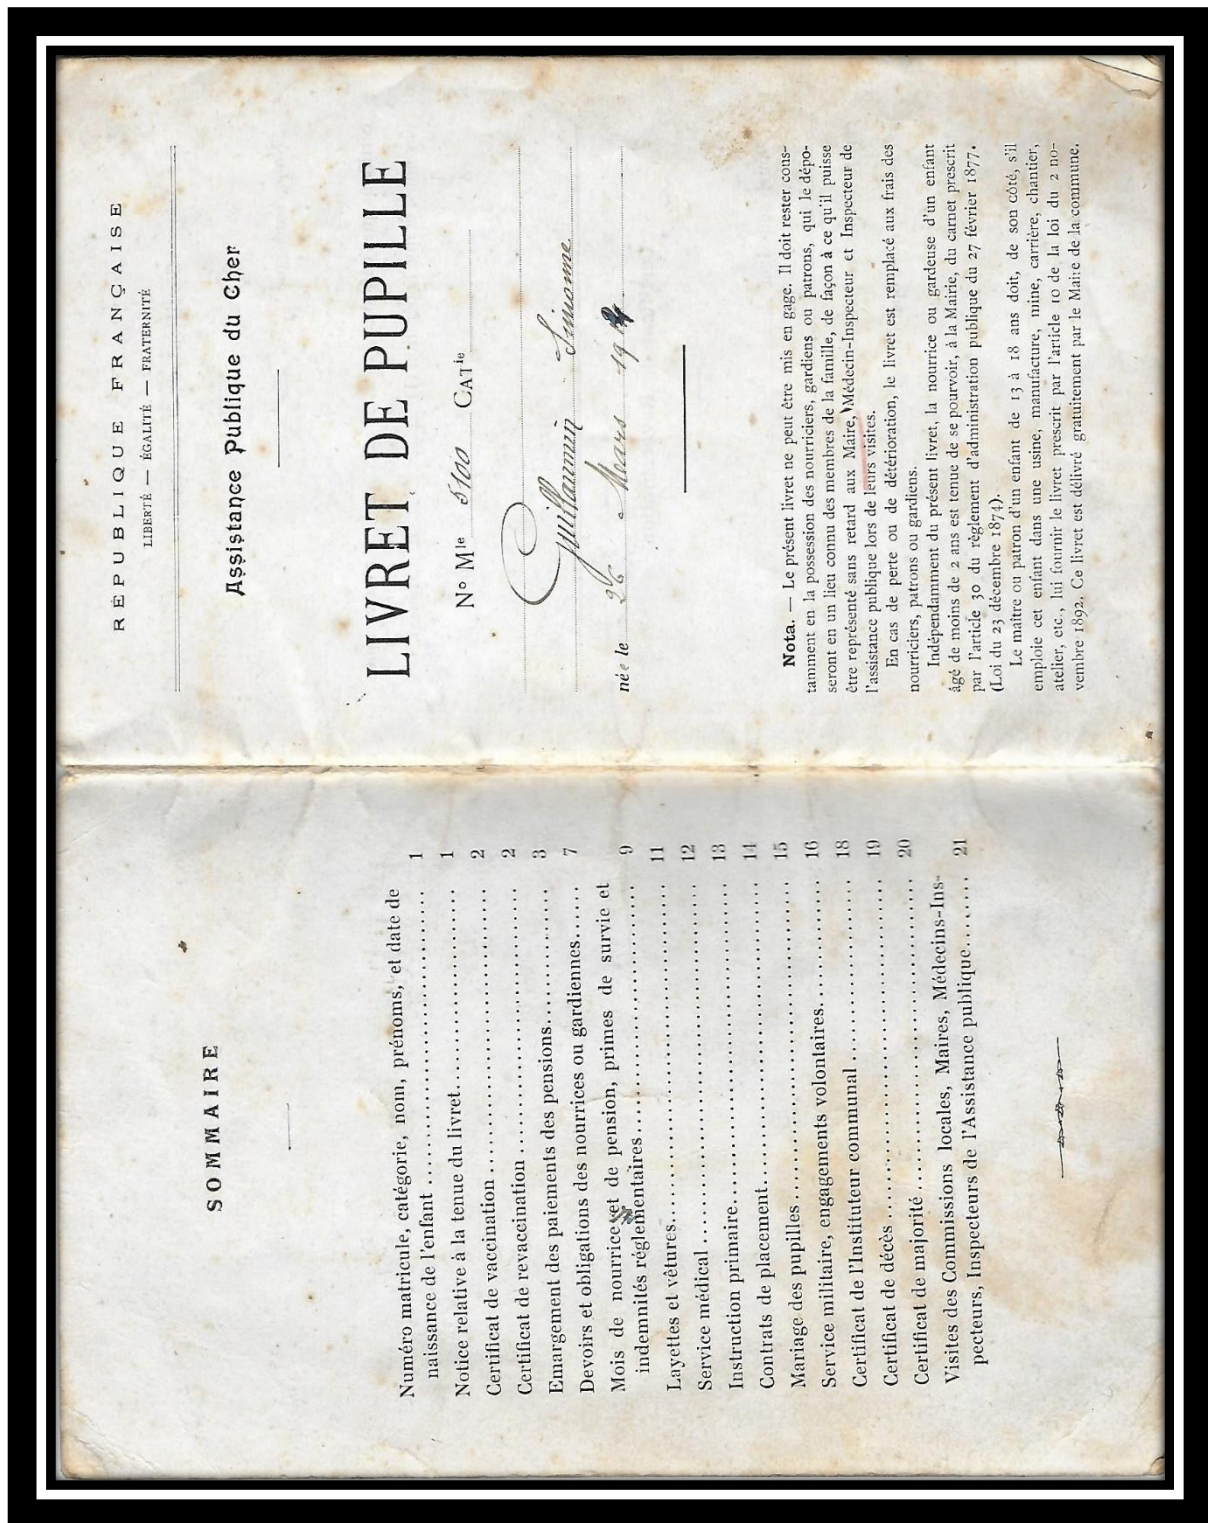 RÉPUBLIQUE FRANÇAISE
LIBERTÉ — ÉGALITÉ — FRATERNITÉ
Assistance Publique du Cher
LIVRET DE PUPILLE
N° Mle 5100 CATie
Guillaumin Simonne
née le 26 Mars 19
Nota. — Le présent livret ne peut être mis en gage. Il doit rester cons-
tamment en la possession des nourriciers, gardiens ou patrons, qui le dépo-
seront en un lieu connu des membres de la famille, de façon à ce qu'il puisse
être représenté sans retard aux Maire, Médecin-Inspecteur et Inspecteur de
l'assistance publique lors de leurs visites.
En cas de perte ou de détérioration, le livret est remplacé aux frais des
nourriciers, patrons ou gardiens.
Indépendamment du présent livret, la nourrice ou gardeuse d'un enfant
âgé de moins de 2 ans est tenue de se pourvoir, à la Mairie, du carnet prescrit
par l'article 30 du règlement d'administration publique du 27 février 1877.
(Loi du 23 décembre 1874).
Le maître ou patron d'un enfant de 13 à 18 ans doit, de son côté, s'il
emploie cet enfant dans une usine, manufacture, mine, carrière, chantier,
atelier, etc., lui fournir le livret prescrit par l'article 10 de la loi du 2 no-
vembre 1892. Ce livret est délivré gratuitement par le Maire de la commune.
SOMMAIRE
Numéro matricule, catégorie, nom, prénoms, et date de
naissance de l'enfant .......................... 1
Notice relative à la tenue du livret.................... 1
Certificat de vaccination ............................ 2
Certificat de revaccination .......................... 2
Emargement des paiements des pensions............... 3
Devoirs et obligations des nourrices ou gardiennes...... 7
Mois de nourrice et de pension, primes de survie et
indemnités réglementaires ........................ 9
Layettes et vêtures................................. 11
Service médical .................................... 12
Instruction primaire................................ 13
Contrats de placement............................... 14
Mariage des pupilles................................ 15
Service militaire, engagements volontaires............. 16
Certificat de l'Instituteur communal .................. 18
Certificat de décès ................................. 19
Certificat de majorité............................... 20
Visites des Commissions locales, Maires, Médecins-Ins-
pecteurs, Inspecteurs de l'Assistance publique....... 21